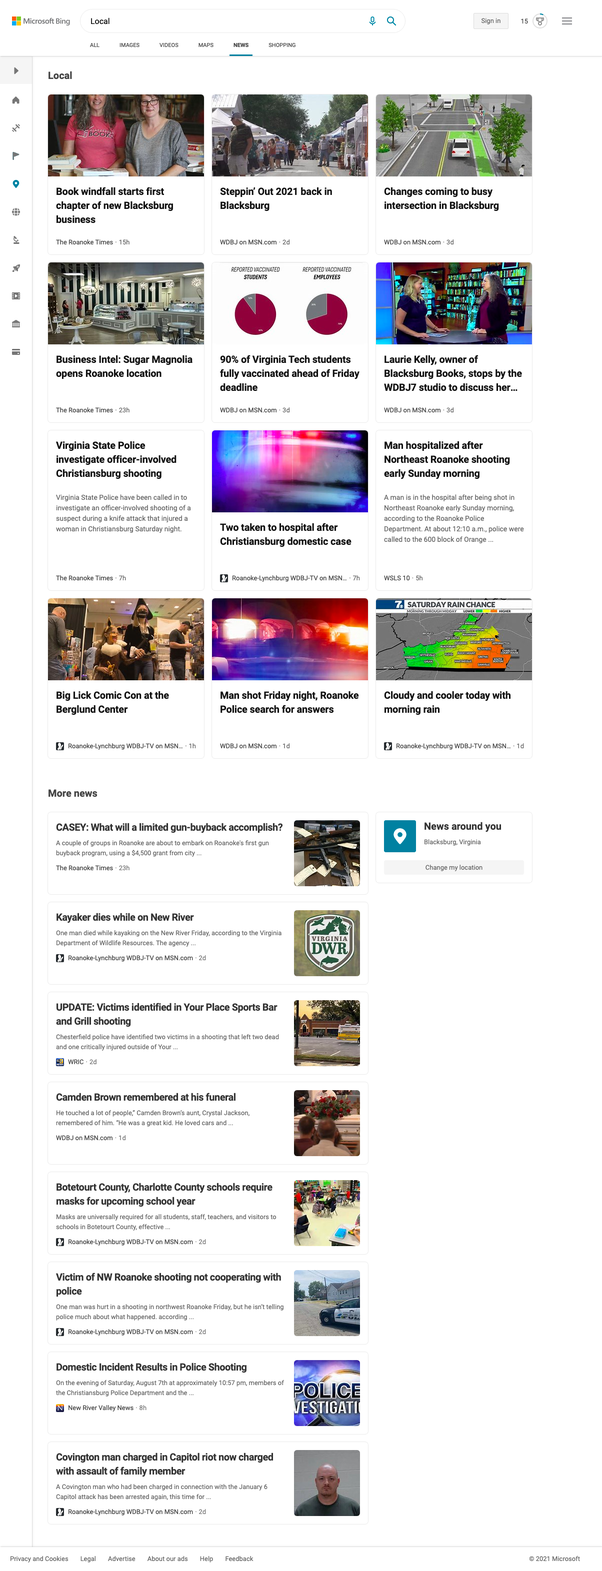 Microsoft Bing
Local
Sign in
15
ALL
IMAGES
VIDEOS
MAPS
NEWS
SHOPPING
Local
Book windfall starts first
chapter of new Blacksburg
business
The Roanoke Times · 15h
Steppin' Out 2021 back in
Blacksburg
WDBJ on MSN.com · 2d
Changes coming to busy
intersection in Blacksburg
WDBJ on MSN.com · 3d
Business Intel: Sugar Magnolia
opens Roanoke location
The Roanoke Times · 23h
REPORTED VACCINATED
STUDENTS
REPORTED VACCINATED
EMPLOYEES
90% of Virginia Tech students
fully vaccinated ahead of Friday
deadline
WDBJ on MSN.com · 3d
Laurie Kelly, owner of
Blacksburg Books, stops by the
WDBJ7 studio to discuss her...
WDBJ on MSN.com · 3d
Virginia State Police
investigate officer-involved
Christiansburg shooting
Virginia State Police have been called in to
investigate an officer-involved shooting of a
suspect during a knife attack that injured a
woman in Christiansburg Saturday night.
The Roanoke Times · 7h
Two taken to hospital after
Christiansburg domestic case
Roanoke-Lynchburg WDBJ-TV on MSN... · 7h
Man hospitalized after
Northeast Roanoke shooting
early Sunday morning
A man is in the hospital after being shot in
Northeast Roanoke early Sunday morning,
according to the Roanoke Police
Department. At about 12:10 a.m., police were
called to the 600 block of Orange ...
WSLS 10 · 5h
Big Lick Comic Con at the
Berglund Center
Roanoke-Lynchburg WDBJ-TV on MSN... · 1h
Man shot Friday night, Roanoke
Police search for answers
WDBJ on MSN.com · 1d
7 SATURDAY RAIN CHANCE
MORNING THROUGH MIDDAY
LOWER
HIGHER
Cloudy and cooler today with
morning rain
Roanoke-Lynchburg WDBJ-TV on MSN... · 1d
More news
CASEY: What will a limited gun-buyback accomplish?
A couple of groups in Roanoke are about to embark on Roanoke's first gun
buyback program, using a $4,500 grant from city ...
The Roanoke Times · 23h
News around you
Blacksburg, Virginia
Change my location
Kayaker dies while on New River
One man died while kayaking on the New River Friday, according to the Virginia
Department of Wildlife Resources. The agency ...
Roanoke-Lynchburg WDBJ-TV on MSN.com · 2d
VIRGINIA
DWR
UPDATE: Victims identified in Your Place Sports Bar
and Grill shooting
Chesterfield police have identified two victims in a shooting that left two dead
and one critically injured outside of Your ...
WRIC · 2d
Camden Brown remembered at his funeral
He touched a lot of people," Camden Brown's aunt, Crystal Jackson,
remembered of him. "He was a great kid. He loved cars and ...
WDBJ on MSN.com · 1d
Botetourt County, Charlotte County schools require
masks for upcoming school year
Masks are universally required for all students, staff, teachers, and visitors to
schools in Botetourt County, effective ...
Roanoke-Lynchburg WDBJ-TV on MSN.com · 2d
Victim of NW Roanoke shooting not cooperating with
police
One man was hurt in a shooting in northwest Roanoke Friday, but he isn't telling
police much about what happened. according ...
Roanoke-Lynchburg WDBJ-TV on MSN.com · 2d
Domestic Incident Results in Police Shooting
On the evening of Saturday, August 7th at approximately 10:57 pm, members of
the Christiansburg Police Department and the ...
New River Valley News · 8h
POLICE
VESTIGATI
Covington man charged in Capitol riot now charged
with assault of family member
A Covington man who had been charged in connection with the January 6
Capitol attack has been arrested again, this time for ...
Roanoke-Lynchburg WDBJ-TV on MSN.com · 2d
Privacy and Cookies
Legal
Advertise
About our ads
Help
Feedback
© 2021 Microsoft